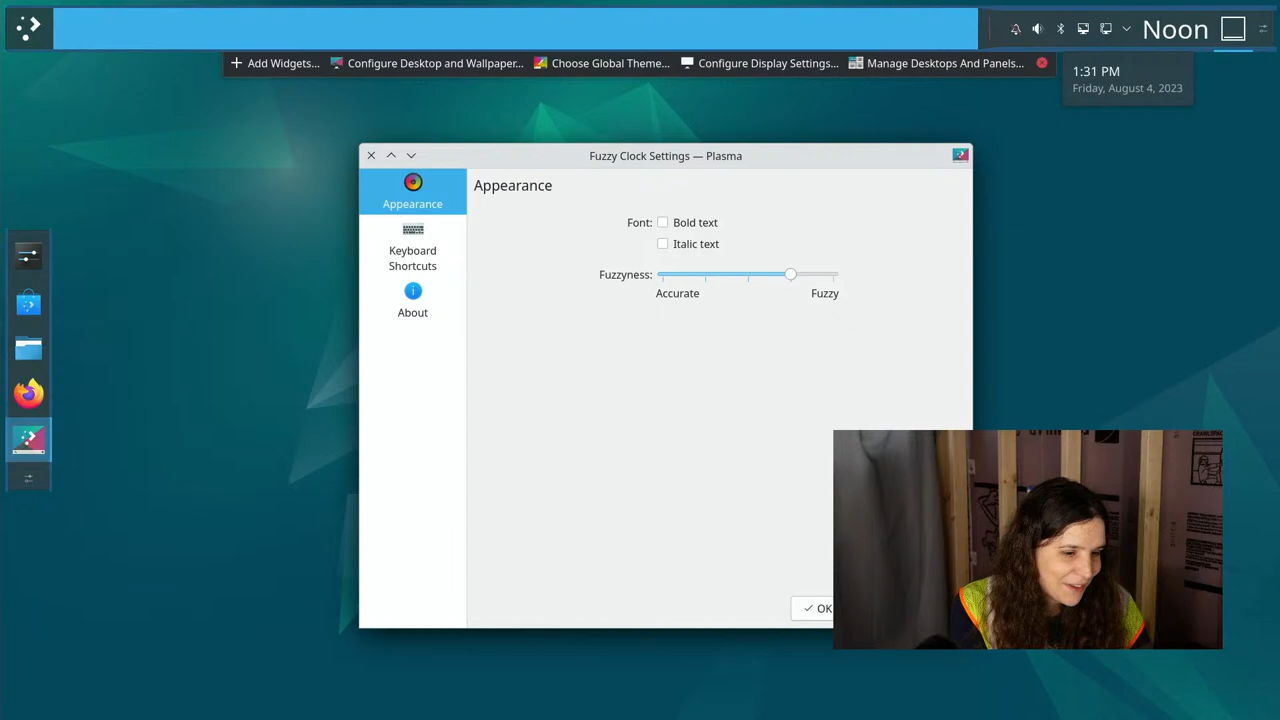 Noon
Add Widgets...
Configure Desktop and Wallpaper...
Choose Global Theme...
Configure Display Settings...
Manage Desktops And Panels...
1:31 PM
Friday, August 4, 2023
Fuzzy Clock Settings — Plasma
Appearance
Keyboard
Shortcuts
About
Appearance
Font:
Bold text
Italic text
Fuzzyness:
Accurate
Fuzzy
OK